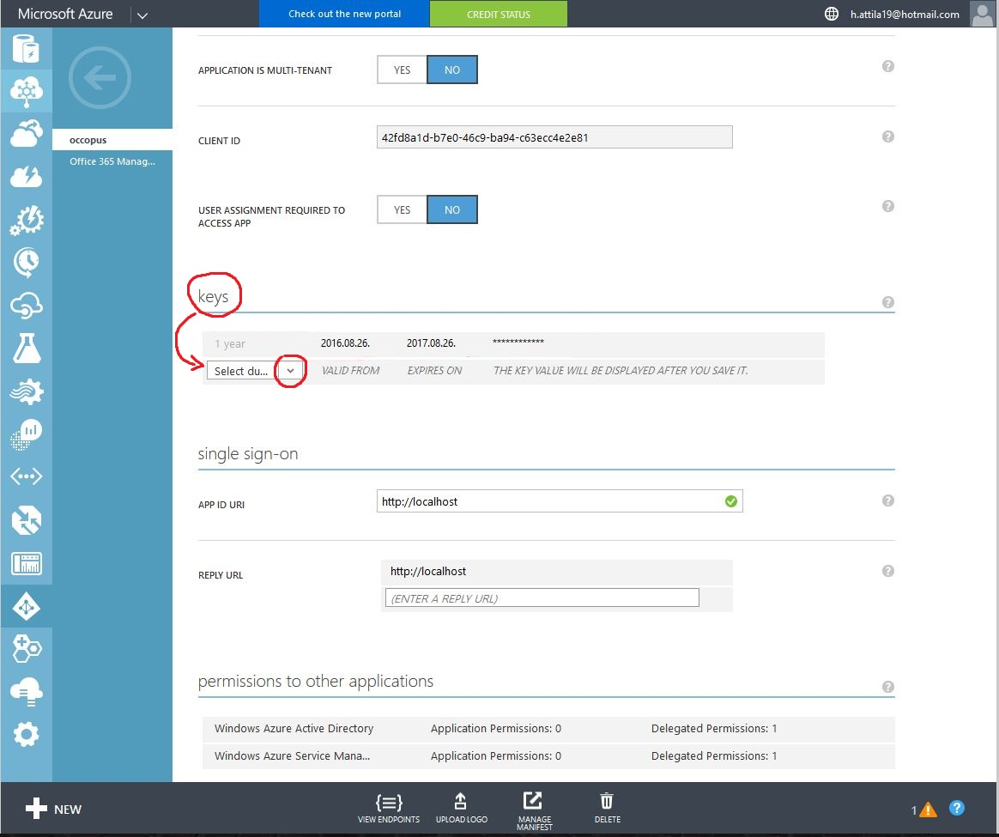 Microsoft Azure
Check out the new portal
CREDIT STATUS
h.attila19@hotmail.com
APPLICATION IS MULTI-TENANT
YES
NO
occopus
CLIENT ID
42fd8a1d-b7e0-46c9-ba94-c63ecc4e2e81
Office 365 Manag...
USER ASSIGNMENT REQUIRED TO
ACCESS APP
YES
NO
keys
1 year
2016.08.26.
2017.08.26.
************
Select du...
VALID FROM
EXPIRES ON
THE KEY VALUE WILL BE DISPLAYED AFTER YOU SAVE IT.
single sign-on
APP ID URI
http://localhost
REPLY URL
http://localhost
(ENTER A REPLY URL)
permissions to other applications
Windows Azure Active Directory
Application Permissions: 0
Delegated Permissions: 1
Windows Azure Service Mana...
Application Permissions: 0
Delegated Permissions: 1
NEW
VIEW ENDPOINTS
UPLOAD LOGO
MANAGE
MANIFEST
DELETE
1